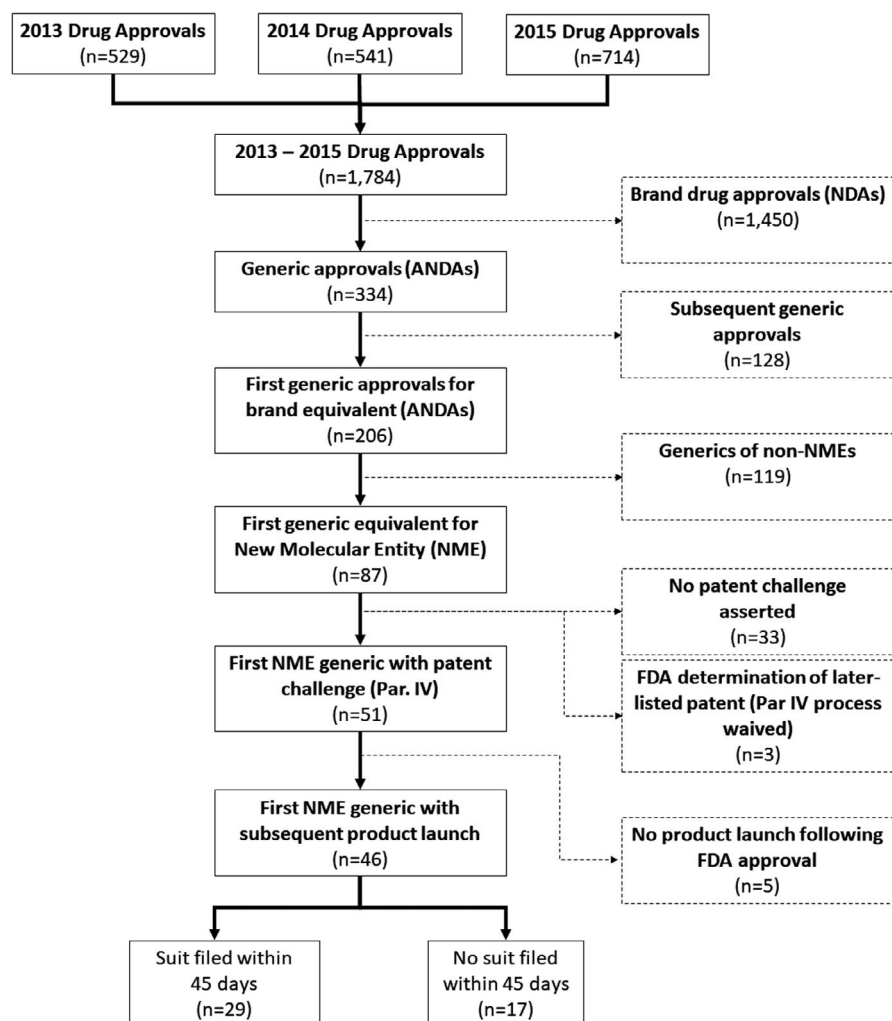 2013 Drug Approvals
(n=529)
2014 Drug Approvals
(n=541)
2015 Drug Approvals
(n=714)
2013 – 2015 Drug Approvals
(n=1,784)
Brand drug approvals (NDAs)
(n=1,450)
Generic approvals (ANDAs)
(n=334)
Subsequent generic
approvals
(n=128)
First generic approvals for
brand equivalent (ANDAs)
(n=206)
Generics of non-NMEs
(n=119)
First generic equivalent for
New Molecular Entity (NME)
(n=87)
No patent challenge
asserted
(n=33)
First NME generic with patent
challenge (Par. IV)
(n=51)
FDA determination of later-
listed patent (Par IV process
waived)
(n=3)
First NME generic with
subsequent product launch
(n=46)
No product launch following
FDA approval
(n=5)
Suit filed within
45 days
(n=29)
No suit filed
within 45 days
(n=17)